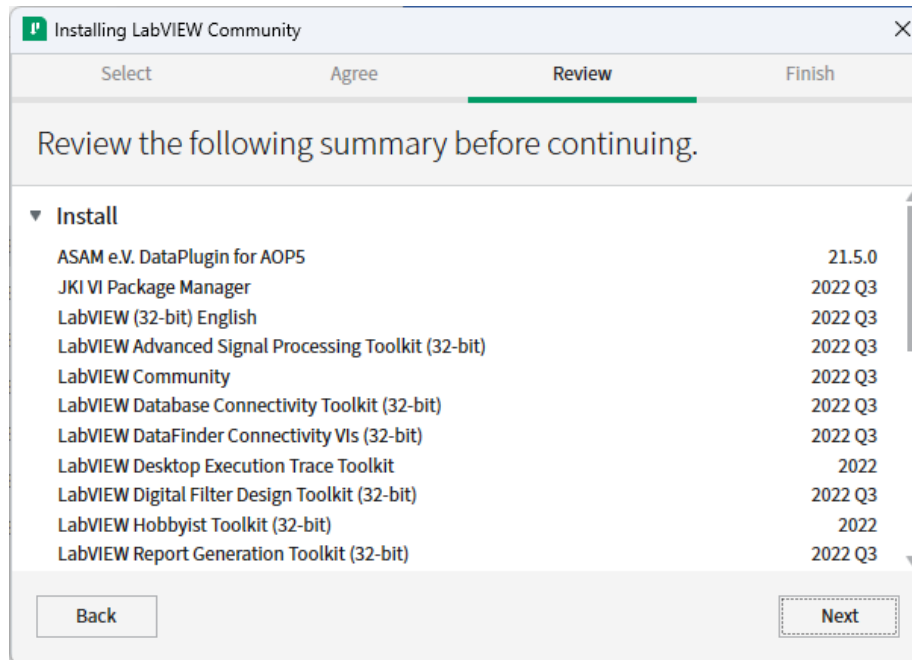 Installing LabVIEW Community
Select Agree Review Finish
Review the following summary before continuing.
Install
ASAM e.V. DataPlugin for AOP5 21.5.0
JKI VI Package Manager 2022 Q3
LabVIEW (32-bit) English 2022 Q3
LabVIEW Advanced Signal Processing Toolkit (32-bit) 2022 Q3
LabVIEW Community 2022 Q3
LabVIEW Database Connectivity Toolkit (32-bit) 2022 Q3
LabVIEW DataFinder Connectivity VIs (32-bit) 2022 Q3
LabVIEW Desktop Execution Trace Toolkit 2022
LabVIEW Digital Filter Design Toolkit (32-bit) 2022 Q3
LabVIEW Hobbyist Toolkit (32-bit) 2022
LabVIEW Report Generation Toolkit (32-bit) 2022 Q3
Back Next